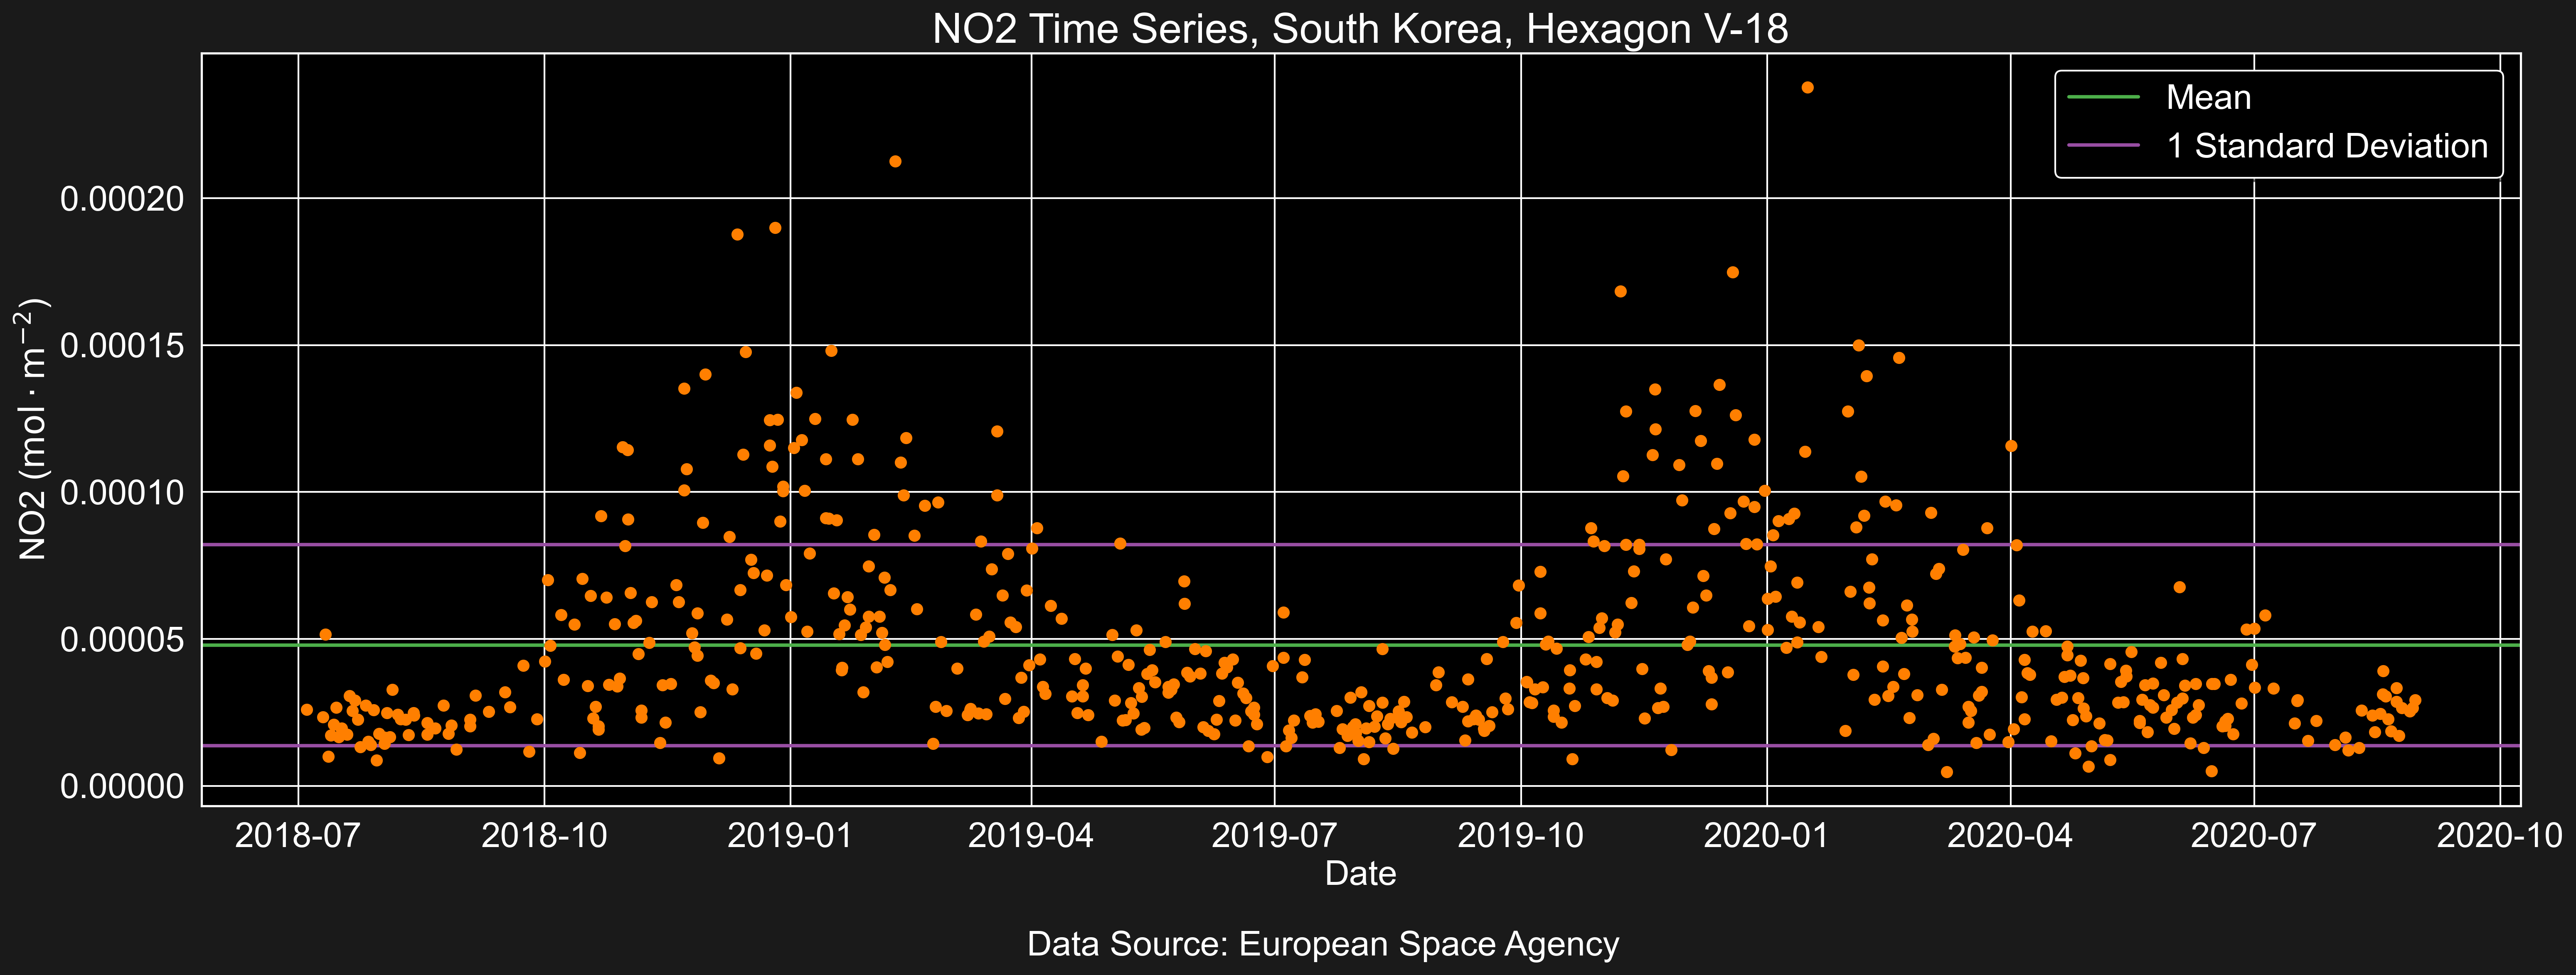 NO2 Time Series, South Korea, Hexagon V-18
Mean
1 Standard Deviation
NO2 (mol · m⁻²)
0.00020
0.00015
0.00010
0.00005
0.00000
2018-07 2018-10 2019-01 2019-04 2019-07 2019-10 2020-01 2020-04 2020-07 2020-10
Date
Data Source: European Space Agency